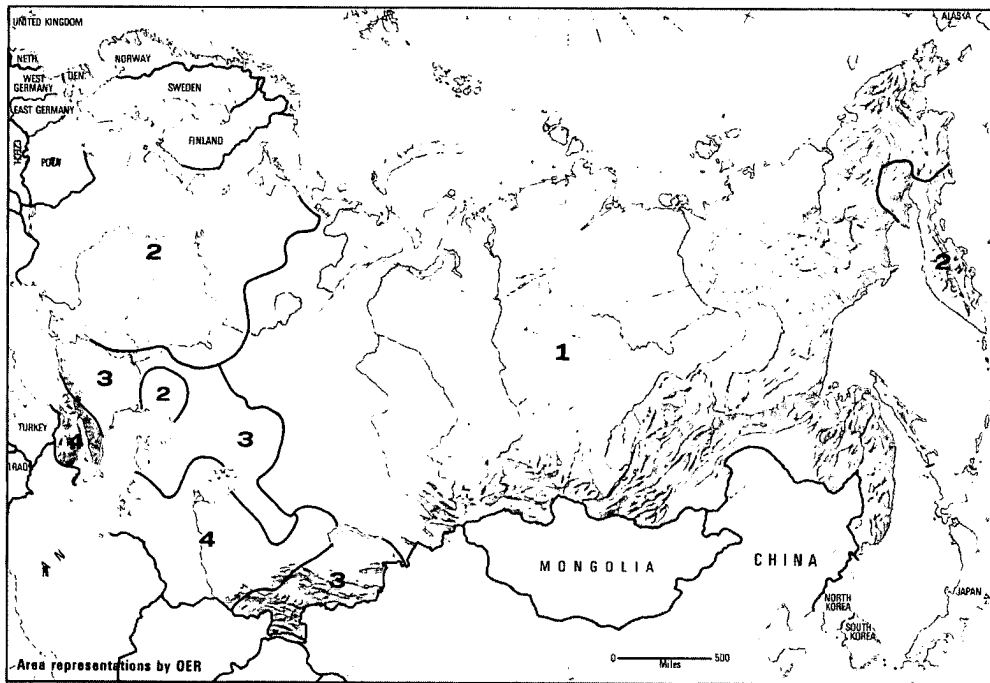 UNITED KINGDOM
ALASKA
NETH.
NORWAY
DEN.
WEST
GERMANY
SWEDEN
EAST GERMANY
FINLAND
2
2
1
3
2
TURKEY
4
3
IRAQ
4
3
MONGOLIA
CHINA
N
NORTH
KOREA
JAPAN
SOUTH
KOREA
Area representations by OER
0 500
Miles